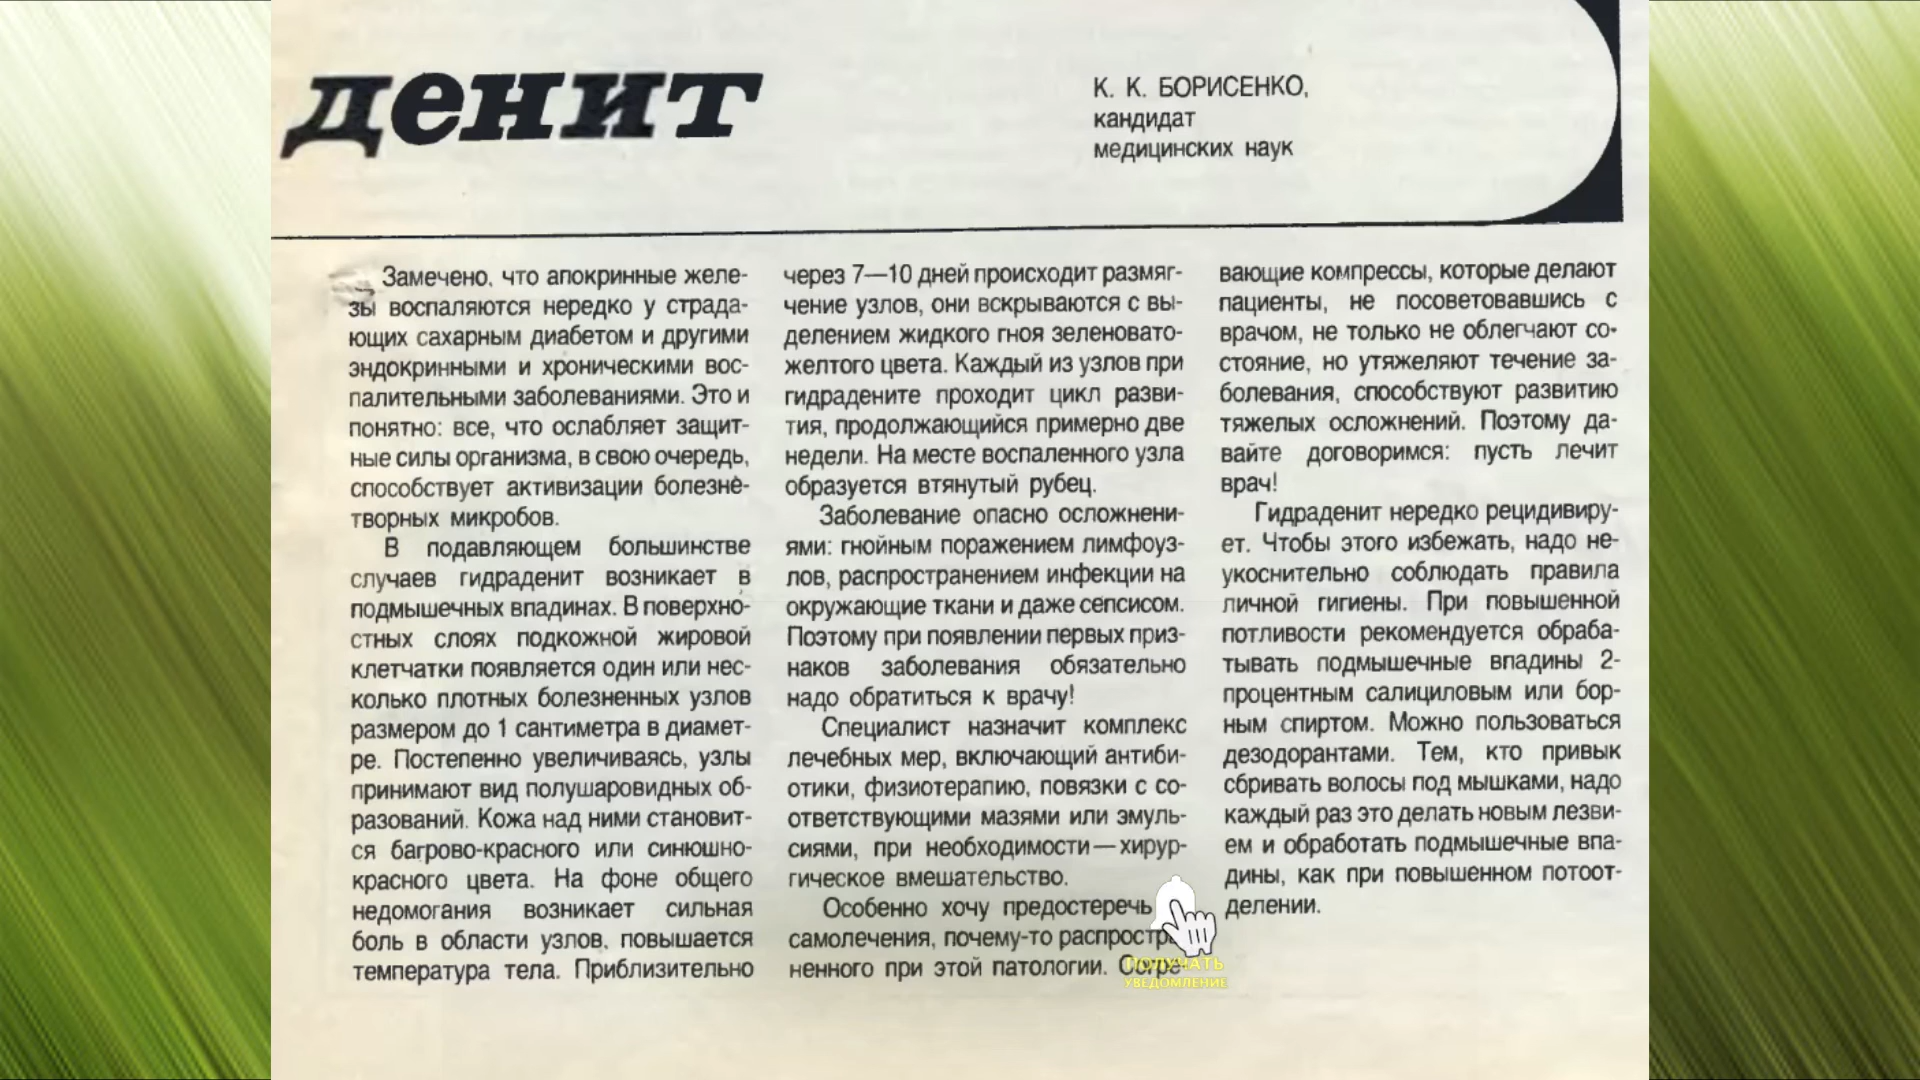 денит
К. К. БОРИСЕНКО,
кандидат
медицинских наук
Замечено, что апокринные желе-
зы воспаляются нередко у страда-
ющих сахарным диабетом и другими
эндокринными и хроническими вос-
палительными заболеваниями. Это и
понятно: все, что ослабляет защит-
ные силы организма, в свою очередь,
способствует активизации болезне-
творных микробов.
В подавляющем большинстве
случаев гидраденит возникает в
подмышечных впадинах. В поверхно-
стных слоях подкожной жировой
клетчатки появляется один или нес-
колько плотных болезненных узлов
размером до 1 сантиметра в диамет-
ре. Постепенно увеличиваясь, узлы
принимают вид полушаровидных об-
разований. Кожа над ними становит-
ся багрово-красного или синюшно-
красного цвета. На фоне общего
недомогания возникает сильная
боль в области узлов, повышается
температура тела. Приблизительно
через 7—10 дней происходит размяг-
чение узлов, они вскрываются с вы-
делением жидкого гноя зеленовато-
желтого цвета. Каждый из узлов при
гидрадените проходит цикл разви-
тия, продолжающийся примерно две
недели. На месте воспаленного узла
образуется втянутый рубец.
Заболевание опасно осложнени-
ями: гнойным поражением лимфоуз-
лов, распространением инфекции на
окружающие ткани и даже сепсисом.
Поэтому при появлении первых приз-
наков заболевания обязательно
надо обратиться к врачу!
Специалист назначит комплекс
лечебных мер, включающий антиби-
отики, физиотерапию, повязки с со-
ответствующими мазями или эмуль-
сиями, при необходимости — хирур-
гическое вмешательство.
Особенно хочу предостеречь
самолечения, почему-то распростра-
ненного при этой патологии. Согре-
вающие компрессы, которые делают
пациенты, не посоветовавшись с
врачом, не только не облегчают со-
стояние, но утяжеляют течение за-
болевания, способствуют развитию
тяжелых осложнений. Поэтому да-
вайте договоримся: пусть лечит
врач!
Гидраденит нередко рецидивиру-
ет. Чтобы этого избежать, надо не-
укоснительно соблюдать правила
личной гигиены. При повышенной
потливости рекомендуется обраба-
тывать подмышечные впадины 2-
процентным салициловым или бор-
ным спиртом. Можно пользоваться
дезодорантами. Тем, кто привык
сбривать волосы под мышками, надо
каждый раз это делать новым лезви-
ем и обработать подмышечные впа-
дины, как при повышенном потоот-
делении.
ПОЛУЧАТЬ
УВЕДОМЛЕНИЕ